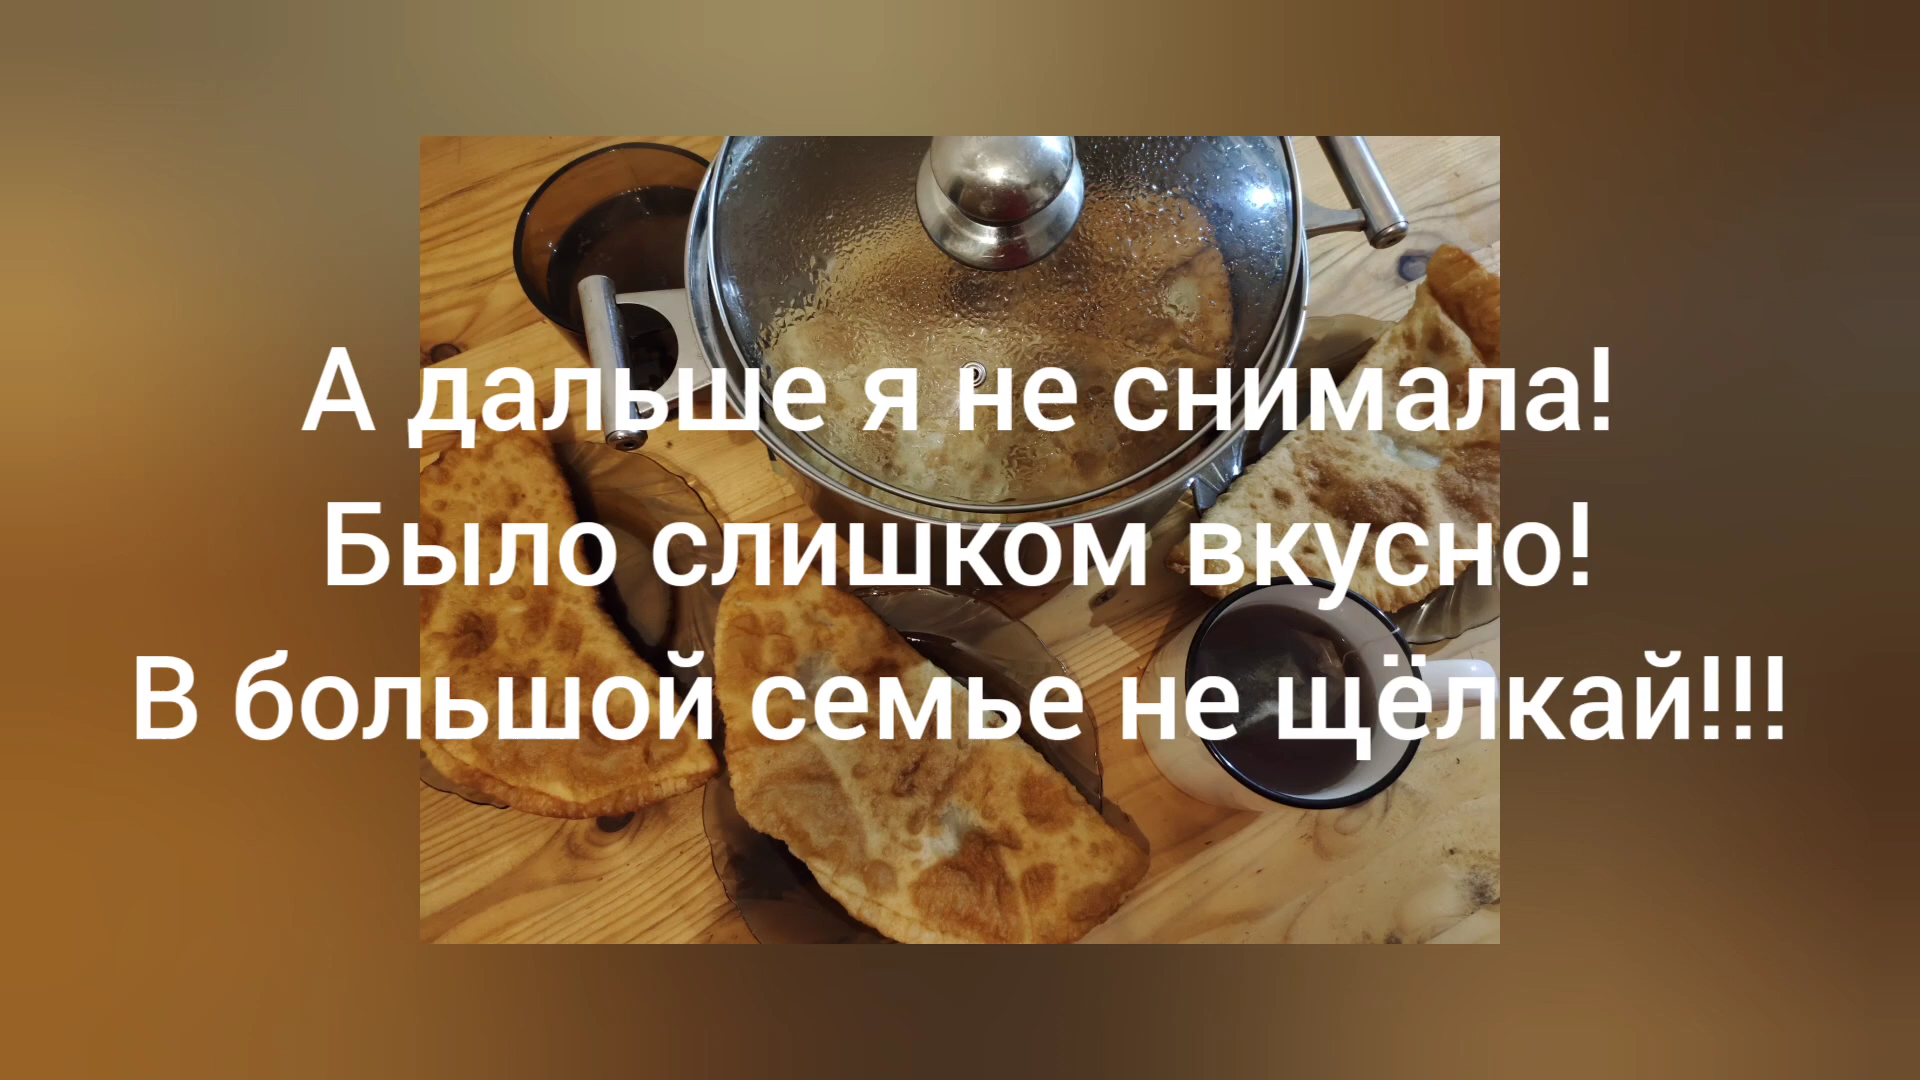 А дальше я не снимала!
Было слишком вкусно!
В большой семье не щёлкай!!!